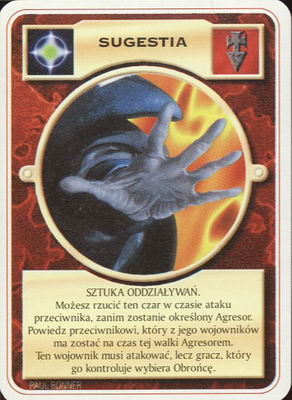 SUGESTIA
SZTUKA ODDZIAŁYWAŃ.
Możesz rzucić ten czar w czasie ataku
przeciwnika, zanim zostanie określony Agresor.
Powiedz przeciwnikowi, który z jego wojowników
ma zostać na czas tej walki Agresorem.
Ten wojownik musi atakować, lecz gracz, który
go kontroluje wybiera Obrońcę.
PAUL BONNER